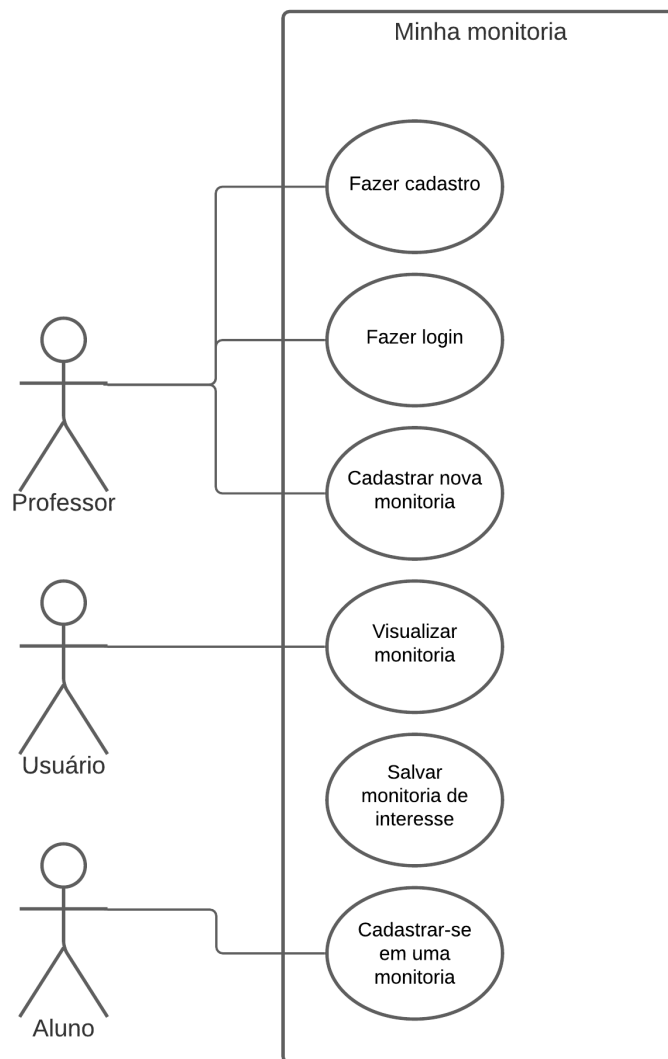 Minha monitoria
Fazer cadastro
Fazer login
Cadastrar nova
monitoria
Professor
Visualizar
monitoria
Usuário
Salvar
monitoria de
interesse
Cadastrar-se
em uma
monitoria
Aluno